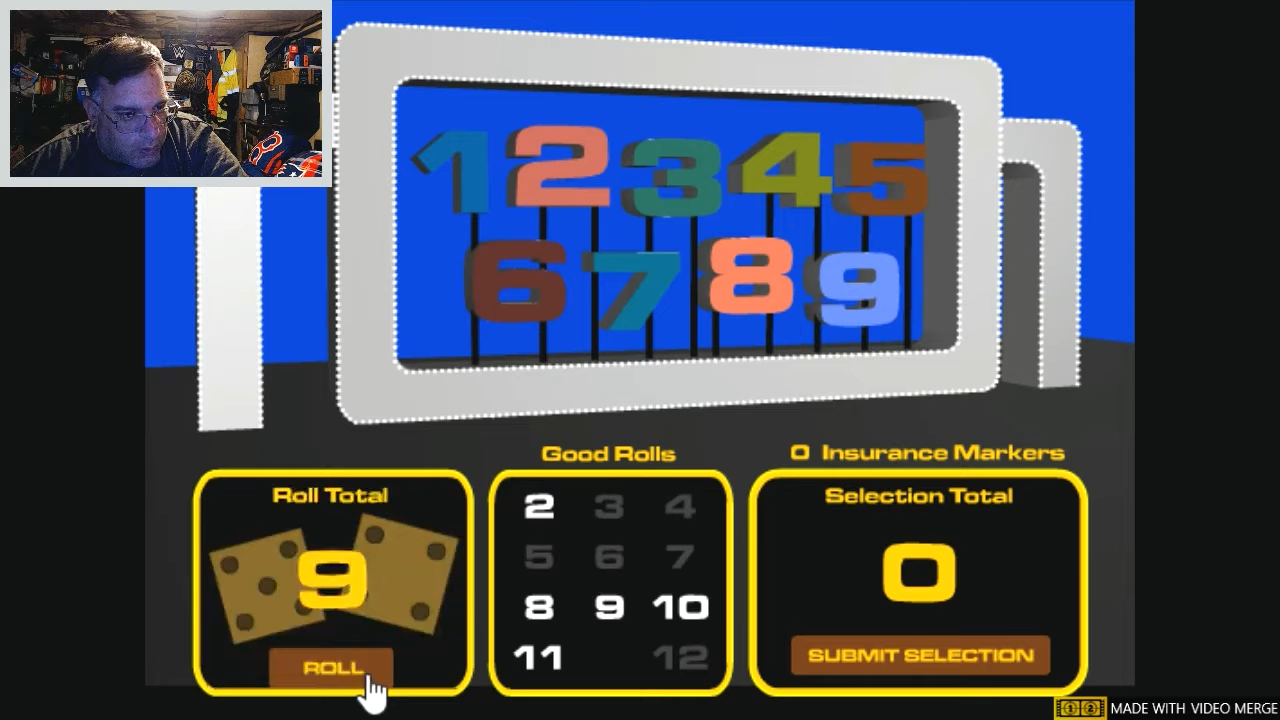 1 2 3 4 5
6 7 8 9
Good Rolls
0 Insurance Markers
Roll Total
9
ROLL
2 3 4
5 6 7
8 9 10
11 12
Selection Total
0
SUBMIT SELECTION
1 2 MADE WITH VIDEO MERGE
W
B